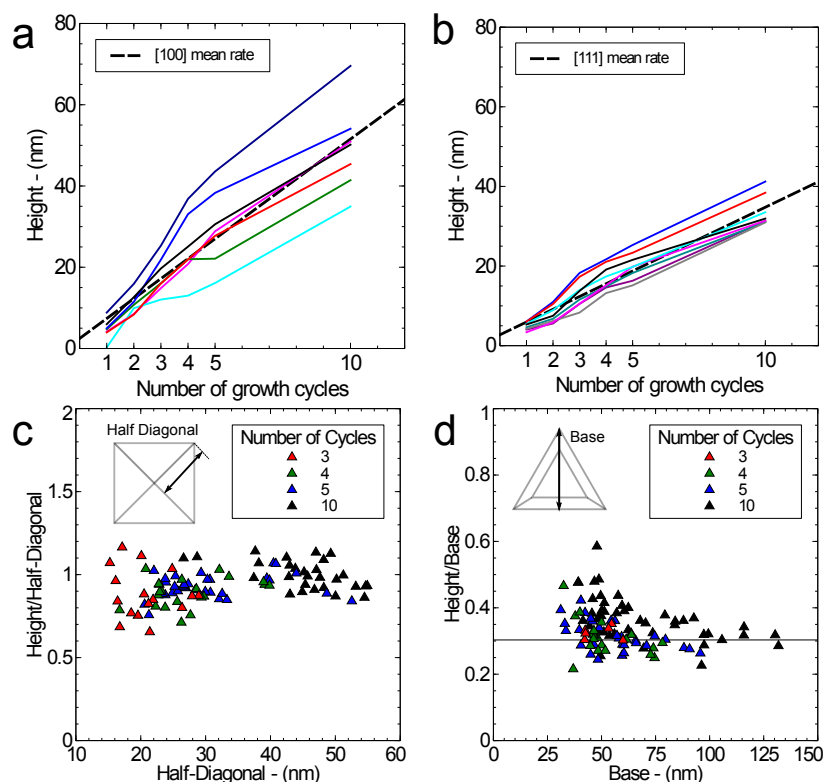 a
[100] mean rate
Height - (nm)
80
60
40
20
0
1 2 3 4 5 10
Number of growth cycles
b
[111] mean rate
Height - (nm)
80
60
40
20
0
1 2 3 4 5 10
Number of growth cycles
c
Half Diagonal
Number of Cycles
3
4
5
10
Height/Half-Diagonal
2
1.5
1
0.5
0
10 20 30 40 50 60
Half-Diagonal - (nm)
d
Base
Number of Cycles
3
4
5
10
Height/Base
1
0.8
0.6
0.4
0.2
0
0 25 50 75 100 125 150
Base - (nm)